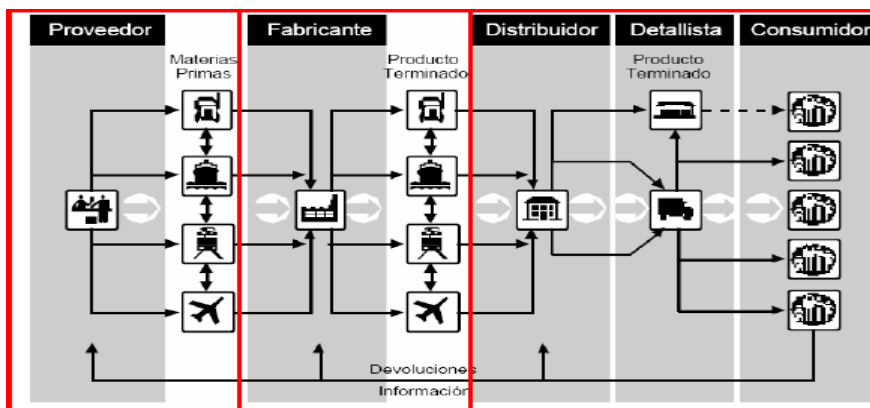 Proveedor
Fabricante
Distribuidor
Detallista
Consumidor
Materias
Primas
Producto
Terminado
Producto
Terminado
Devoluciones
Información